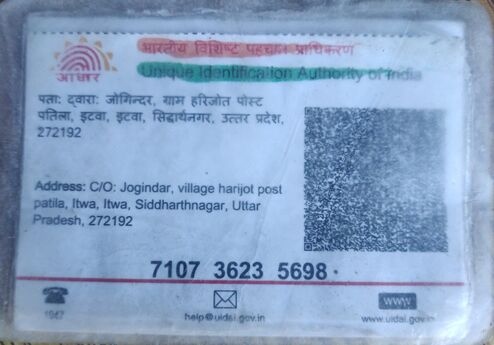 भारतीय विशिष्ट पहचान प्राधिकरण
Unique Identification Authority of India
आधार
पता: द्वारा: जोगिन्दर, ग्राम हरिजोत पोस्ट
पतिला, इटवा, इटवा, सिद्धार्थनगर, उत्तर प्रदेश,
272192
Address: C/O: Jogindar, village harijot post
patila, Itwa, Itwa, Siddharthnagar, Uttar
Pradesh, 272192
7107 3623 5698
1947
help@uidai.gov.in
www
www.uidai.gov.in